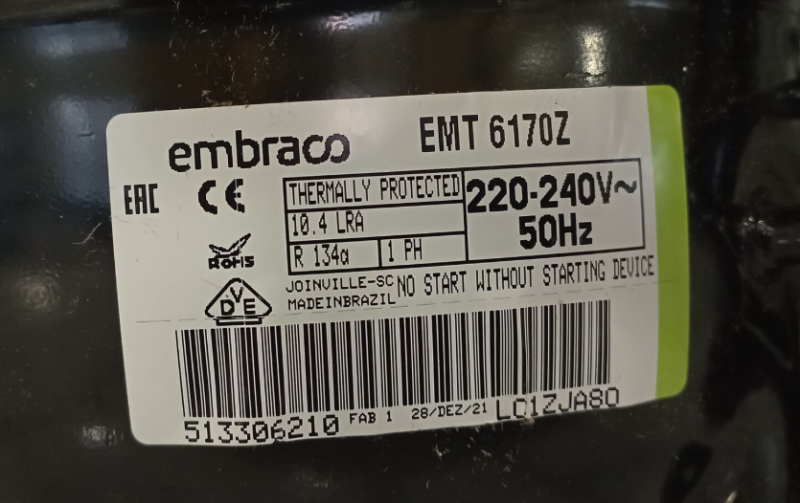 embraco EMT 6170Z
EAC CE
THERMALLY PROTECTED
10.4 LRA
R 134a 1 PH
220-240V~
50Hz
RoHS
JOINVILLE-SC
MADEINBRAZIL
NO START WITHOUT STARTING DEVICE
DVE
513306210 FAB 1 28/DEZ/21 LC1ZJA80